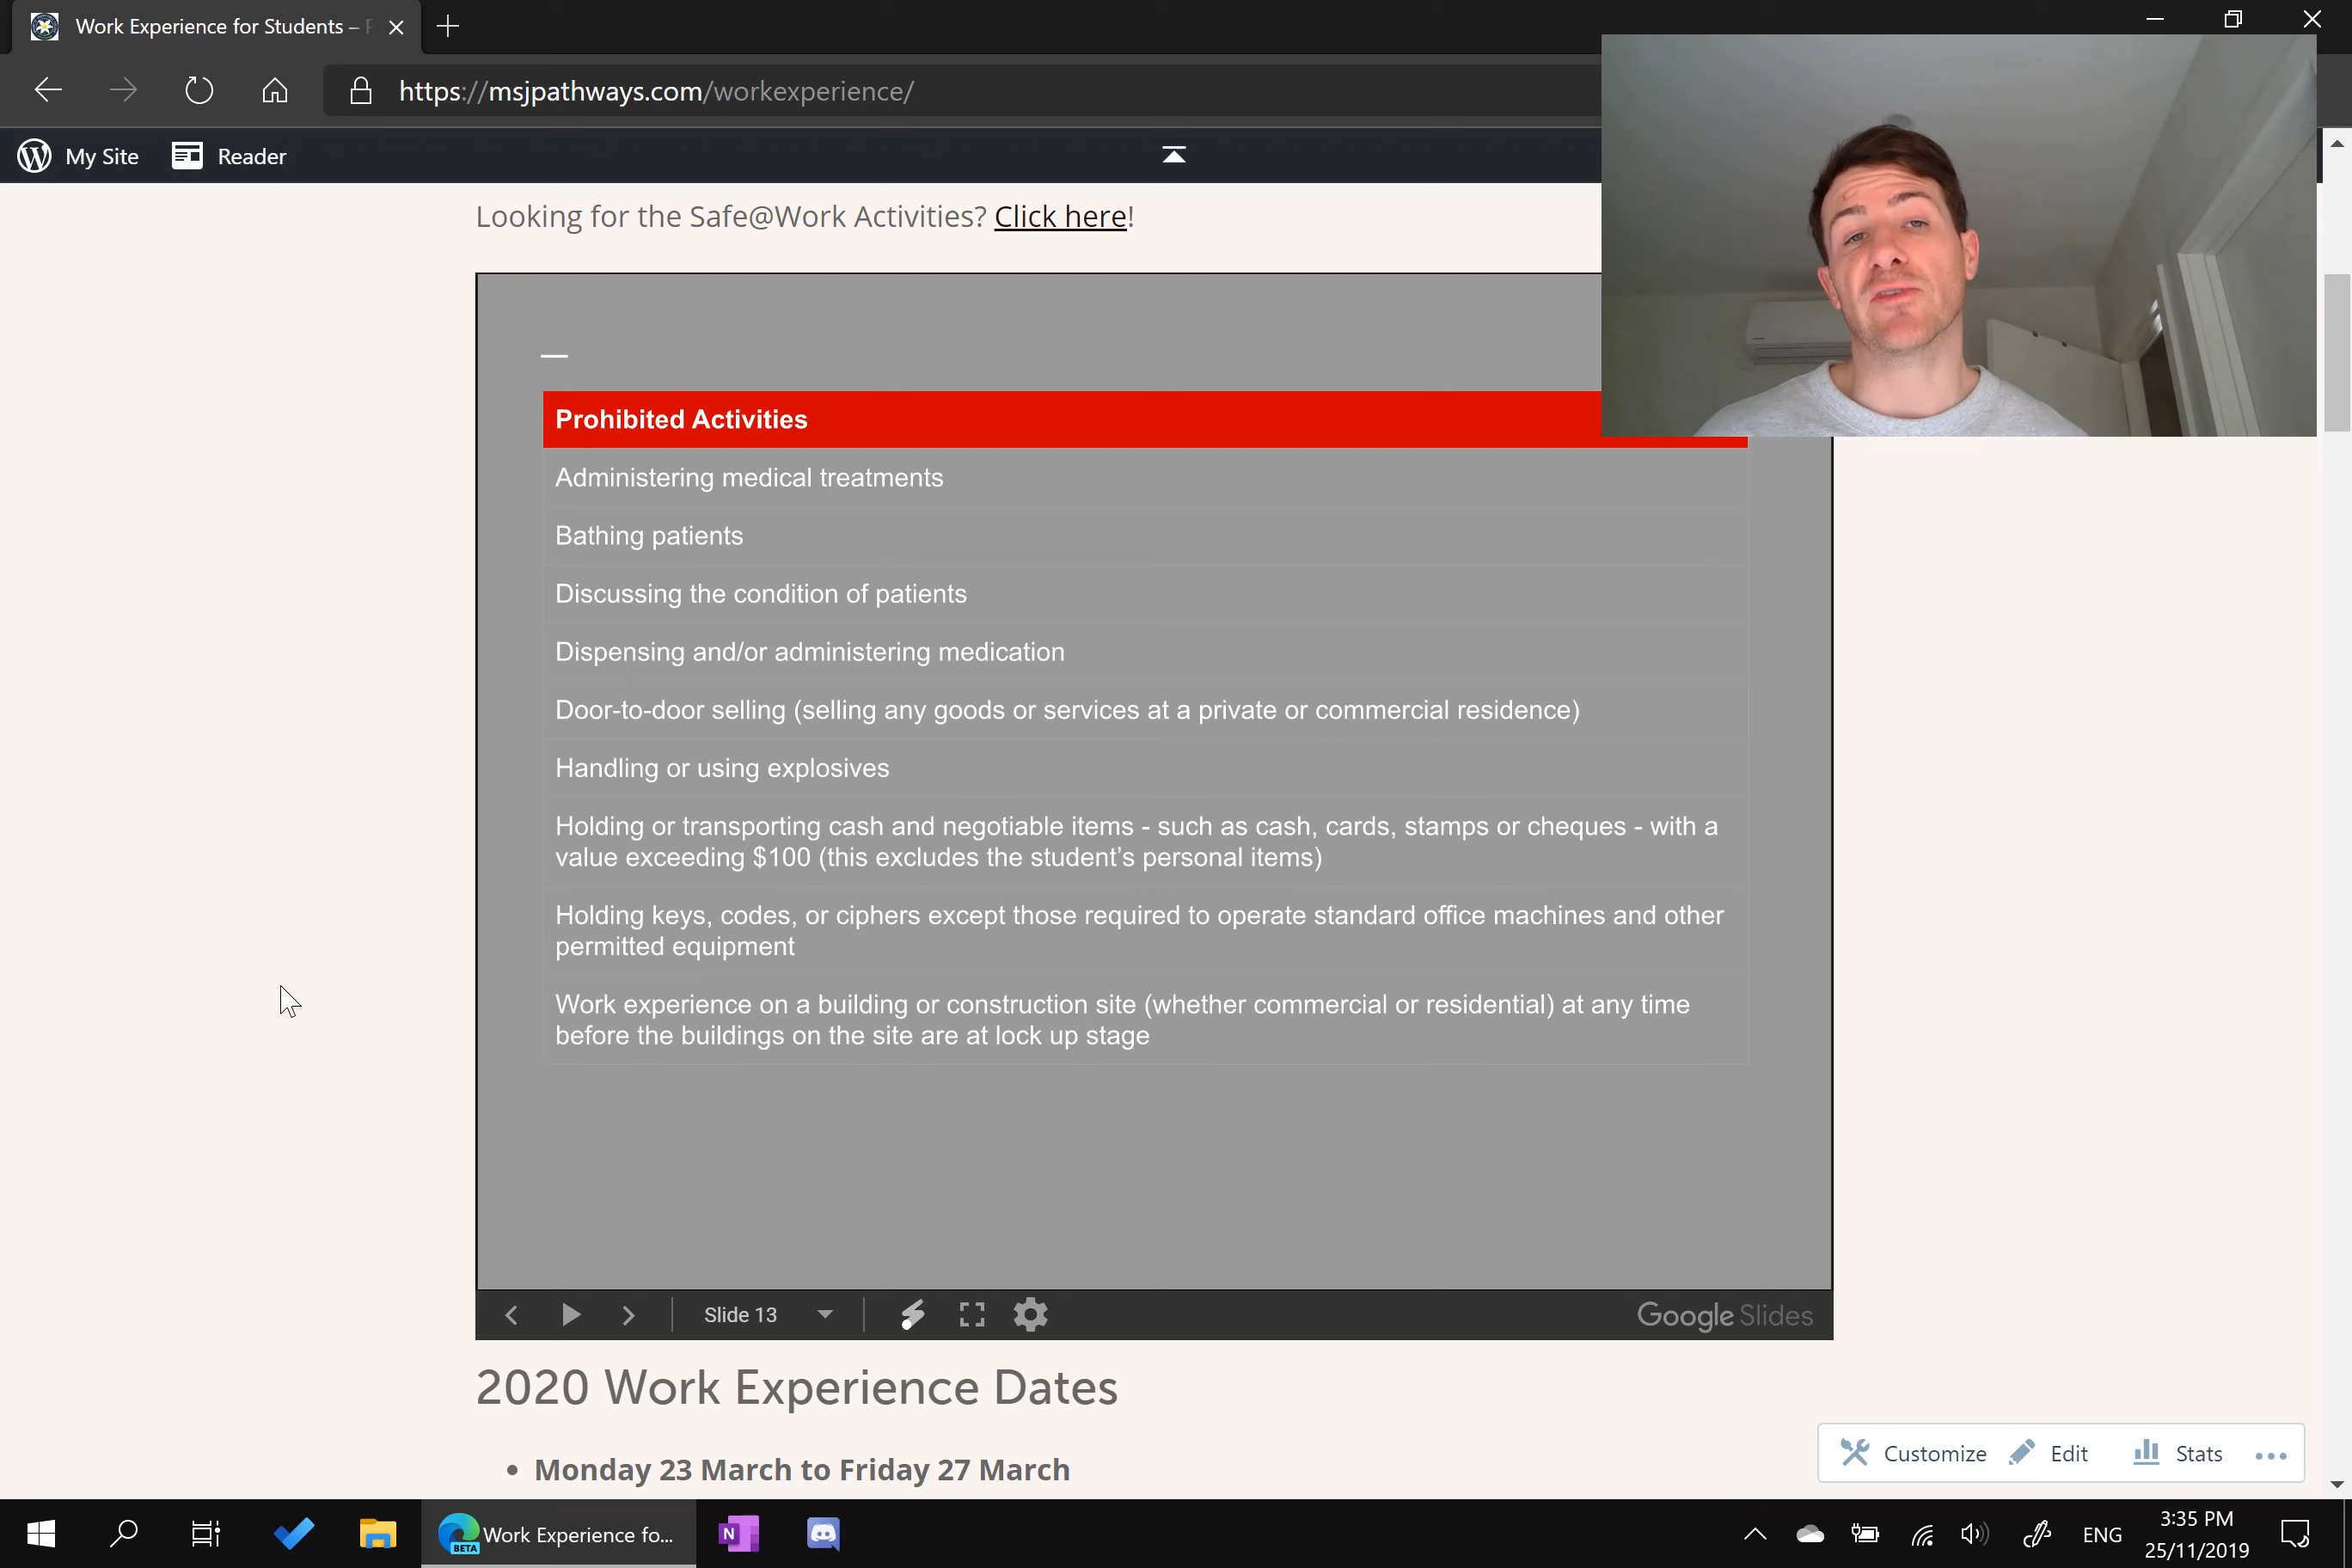 Work Experience for Students –
https://msjpathways.com/workexperience/
My Site
Reader
Looking for the Safe@Work Activities? Click here!
Prohibited Activities
Administering medical treatments
Bathing patients
Discussing the condition of patients
Dispensing and/or administering medication
Door-to-door selling (selling any goods or services at a private or commercial residence)
Handling or using explosives
Holding or transporting cash and negotiable items - such as cash, cards, stamps or cheques - with a
value exceeding $100 (this excludes the student’s personal items)
Holding keys, codes, or ciphers except those required to operate standard office machines and other
permitted equipment
Work experience on a building or construction site (whether commercial or residential) at any time
before the buildings on the site are at lock up stage
Slide 13
Google Slides
2020 Work Experience Dates
• Monday 23 March to Friday 27 March
Customize
Edit
Stats
BETA
Work Experience fo...
N
ENG
3:35 PM
25/11/2019